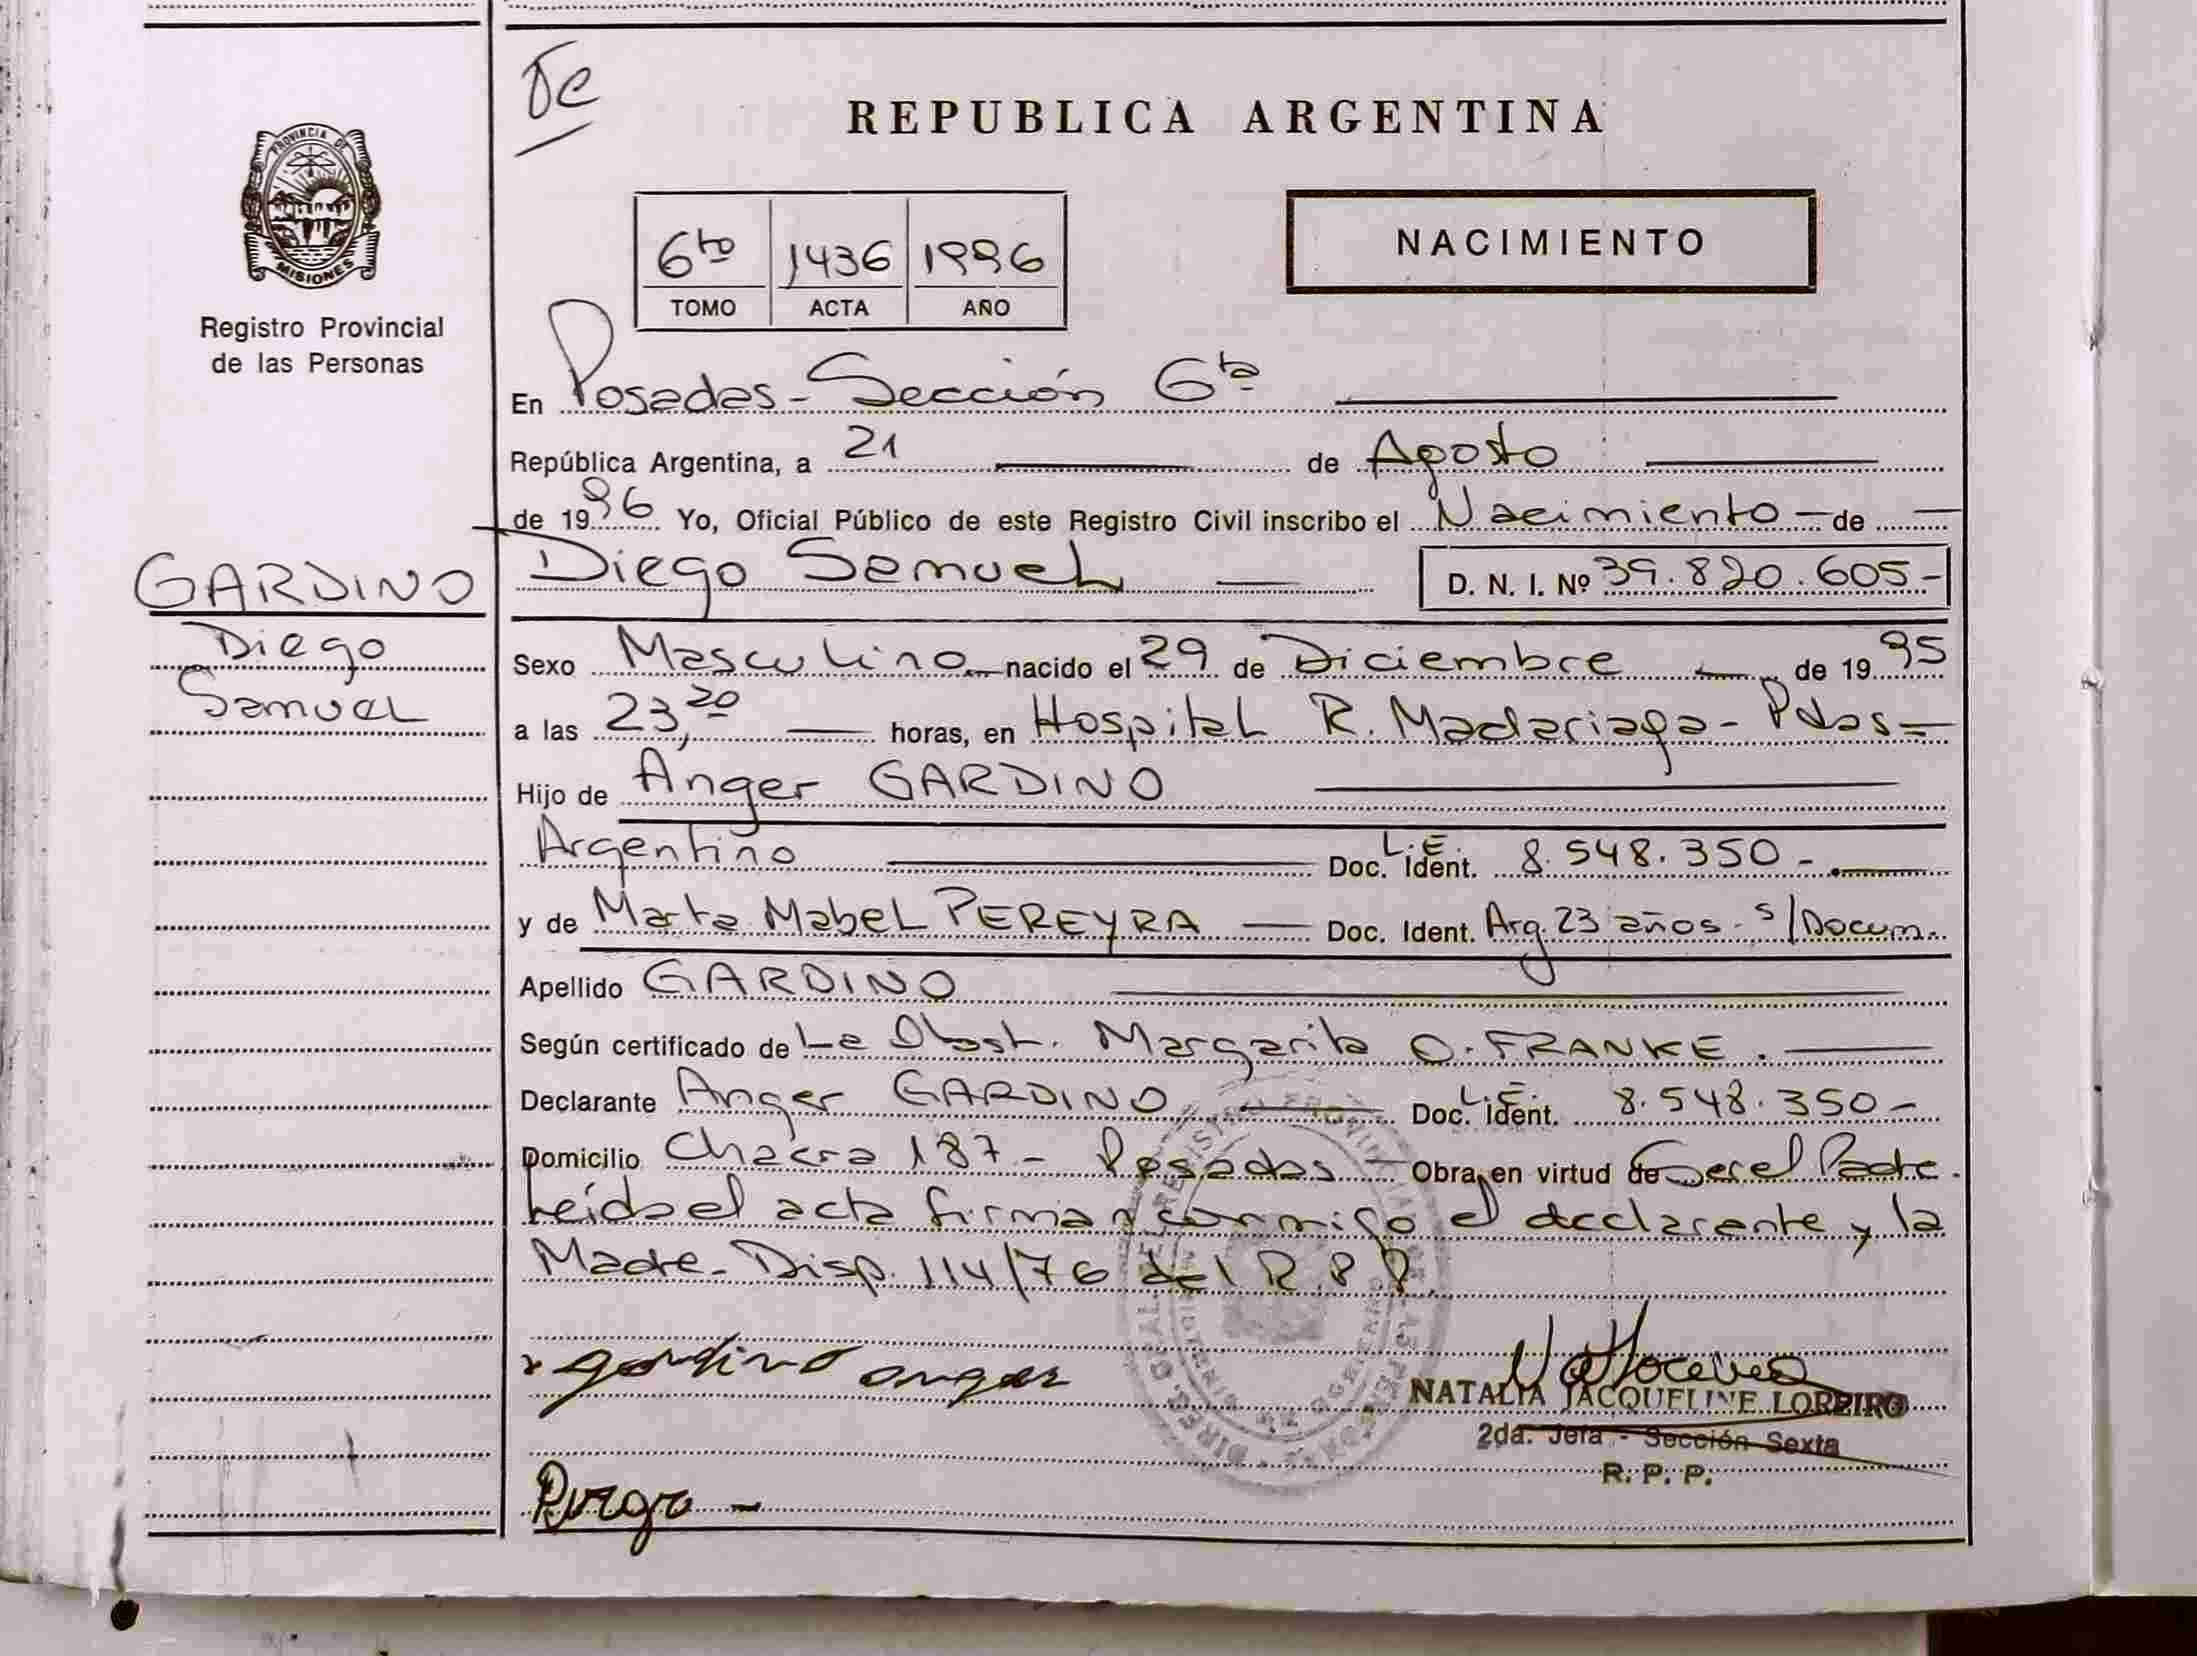 Je
REPUBLICA ARGENTINA
PROVINCIA DE
MISIONES
Registro Provincial
de las Personas
6to 1436 1996
TOMO ACTA AÑO
NACIMIENTO
En Posadas - Sección 6ta
República Argentina, a 21 de Agosto
de 1996 Yo, Oficial Público de este Registro Civil inscribo el Nacimiento - de
GARDINO
Diego Samuel
D. N. I. Nº 39.820.605-
Diego
Samuel
Sexo Masculino nacido el 29 de Diciembre de 1995
a las 23,20 horas, en Hospital R. Madariaga - Pdas=
Hijo de Anger GARDINO
Argentino Doc. Ident. L.E. 8.548.350-
y de Marta Mabel PEREYRA Doc. Ident. Arg. 23 años - s/Docum.
Apellido GARDINO
Según certificado de La Obst. Margarita O. FRANKE.
Declarante Anger GARDINO Doc. Ident. L.E. 8.548.350-
Domicilio Chacra 187 - Posadas - Obra en virtud de Ser el Padre.
Leída el acta firman conmigo el declarante y la
Madre - Disp. 114/76 del R.P.P.
gardino anger
NATALIA JACQUELINE LOREIRO
2da. Jefa - Sección Sexta
R. P. P.